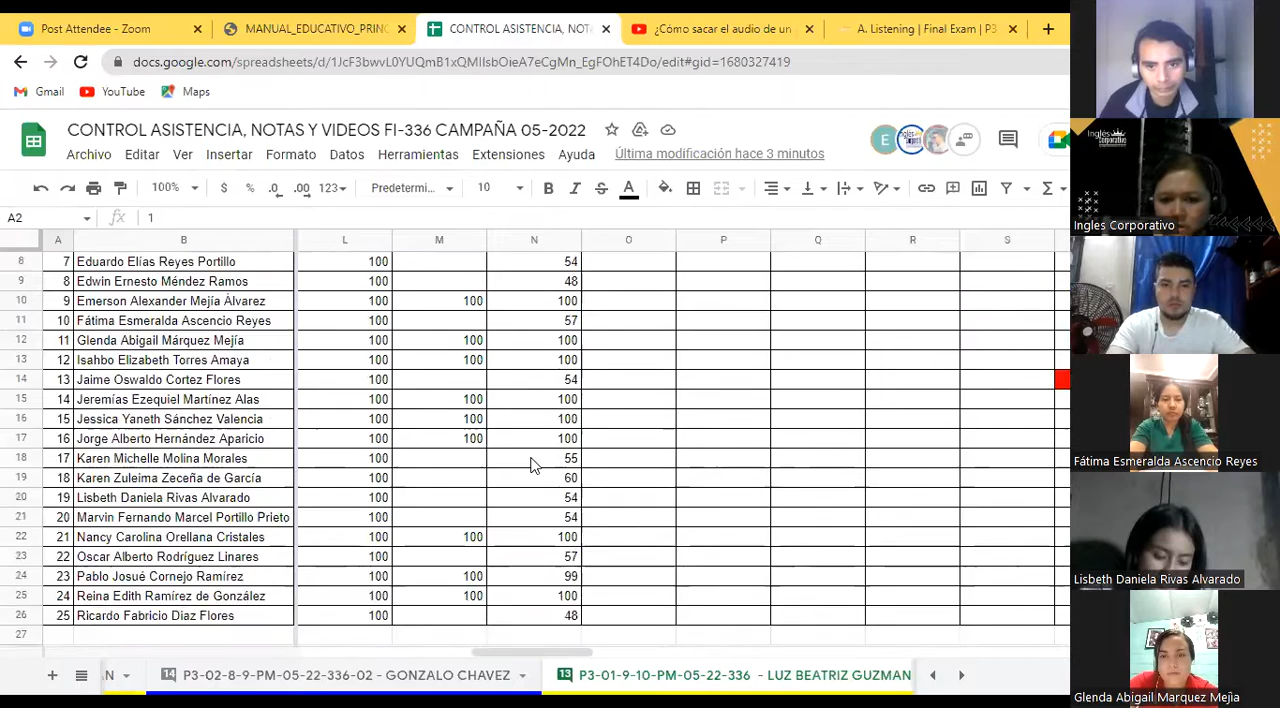 Post Attendee - Zoom
MANUAL_EDUCATIVO_PRINC
CONTROL ASISTENCIA, NOTAS
¿Cómo sacar el audio de un
A. Listening | Final Exam | P3
docs.google.com/spreadsheets/d/1JcF3bwvL0YUQmB1xQMIlsbOieA7eCgMn_EgFOhET4Do/edit#gid=1680327419
Gmail YouTube Maps
CONTROL ASISTENCIA, NOTAS Y VIDEOS FI-336 CAMPAÑA 05-2022
Archivo Editar Ver Insertar Formato Datos Herramientas Extensiones Ayuda Última modificación hace 3 minutos
100% $ % .0 .00 123 Predetermi... 10 B I S A
A2 fx 1
A B L M N O P Q R S
8 7 Eduardo Elías Reyes Portillo 100 54
9 8 Edwin Ernesto Méndez Ramos 100 48
10 9 Emerson Alexander Mejía Álvarez 100 100 100
11 10 Fátima Esmeralda Ascencio Reyes 100 57
12 11 Glenda Abigail Márquez Mejía 100 100 100
13 12 Isahbo Elizabeth Torres Amaya 100 100 100
14 13 Jaime Oswaldo Cortez Flores 100 54
15 14 Jeremías Ezequiel Martínez Alas 100 100 100
16 15 Jessica Yaneth Sánchez Valencia 100 100 100
17 16 Jorge Alberto Hernández Aparicio 100 100 100
18 17 Karen Michelle Molina Morales 100 55
19 18 Karen Zuleima Zeceña de García 100 60
20 19 Lisbeth Daniela Rivas Alvarado 100 54
21 20 Marvin Fernando Marcel Portillo Prieto 100 54
22 21 Nancy Carolina Orellana Cristales 100 100 100
23 22 Oscar Alberto Rodríguez Linares 100 57
24 23 Pablo Josué Cornejo Ramírez 100 100 99
25 24 Reina Edith Ramírez de González 100 100 100
26 25 Ricardo Fabricio Diaz Flores 100 48
27
AN 14 P3-02-8-9-PM-05-22-336-02 - GONZALO CHAVEZ 13 P3-01-9-10-PM-05-22-336 - LUZ BEATRIZ GUZMAN
E
Inglés
Corporativo
Ingles Corporativo
Fátima Esmeralda Ascencio Reyes
Lisbeth Daniela Rivas Alvarado
Glenda Abigail Marquez Mejia